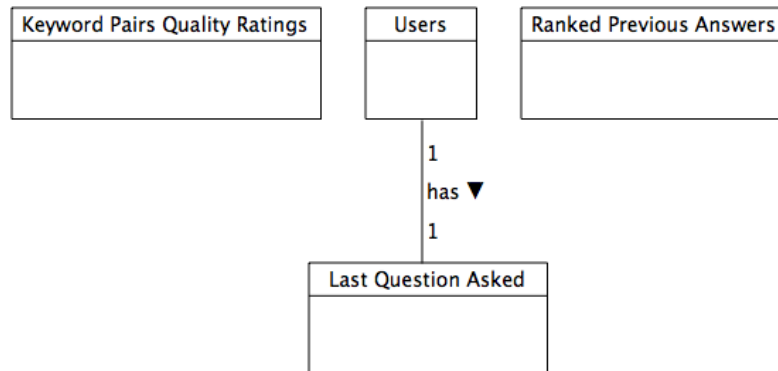 Keyword Pairs Quality Ratings
Users
Ranked Previous Answers
1
has ▼
1
Last Question Asked